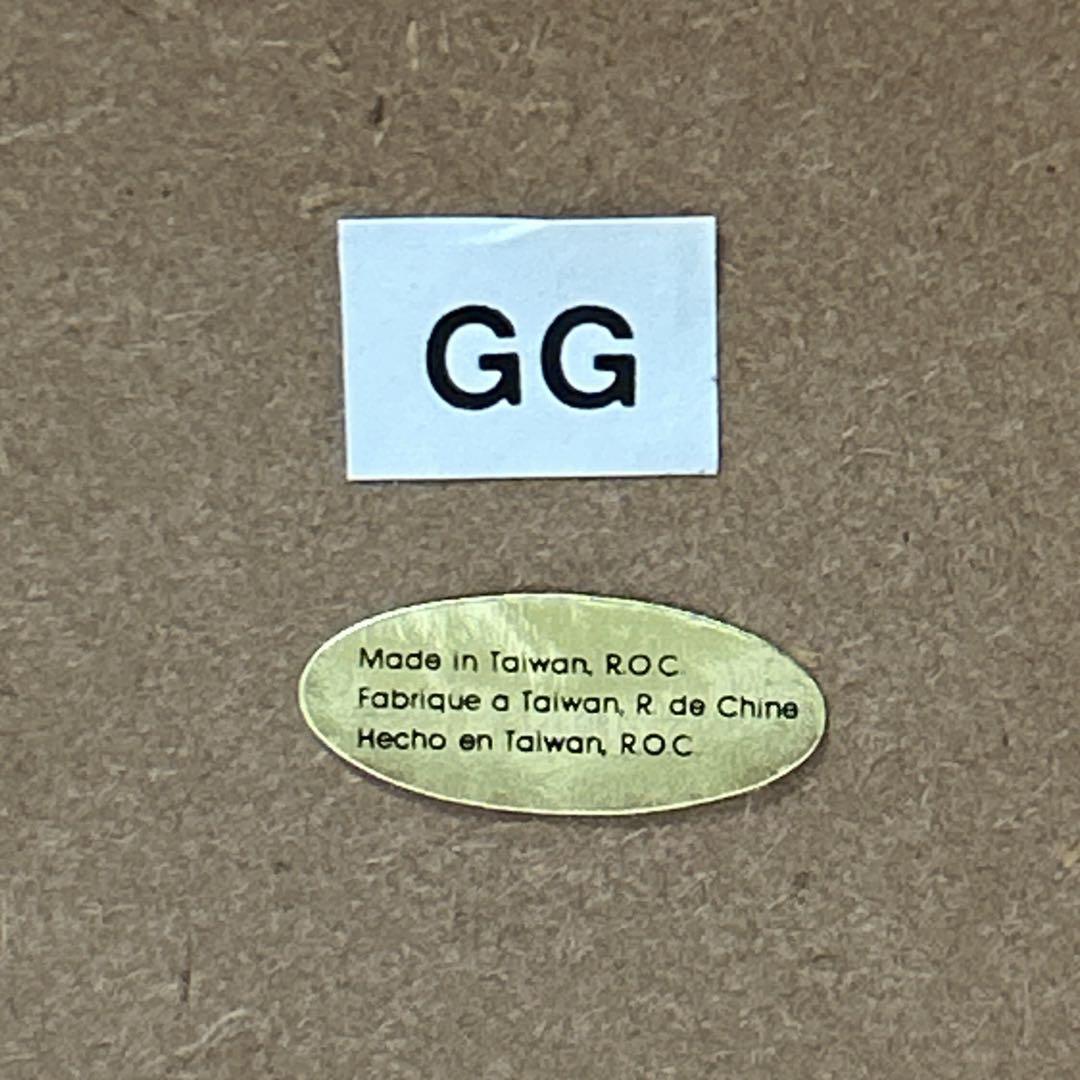 GG
Made in Taiwan, R.O.C.
Fabrique a Taiwan, R. de Chine
Hecho en Taiwan, R.O.C